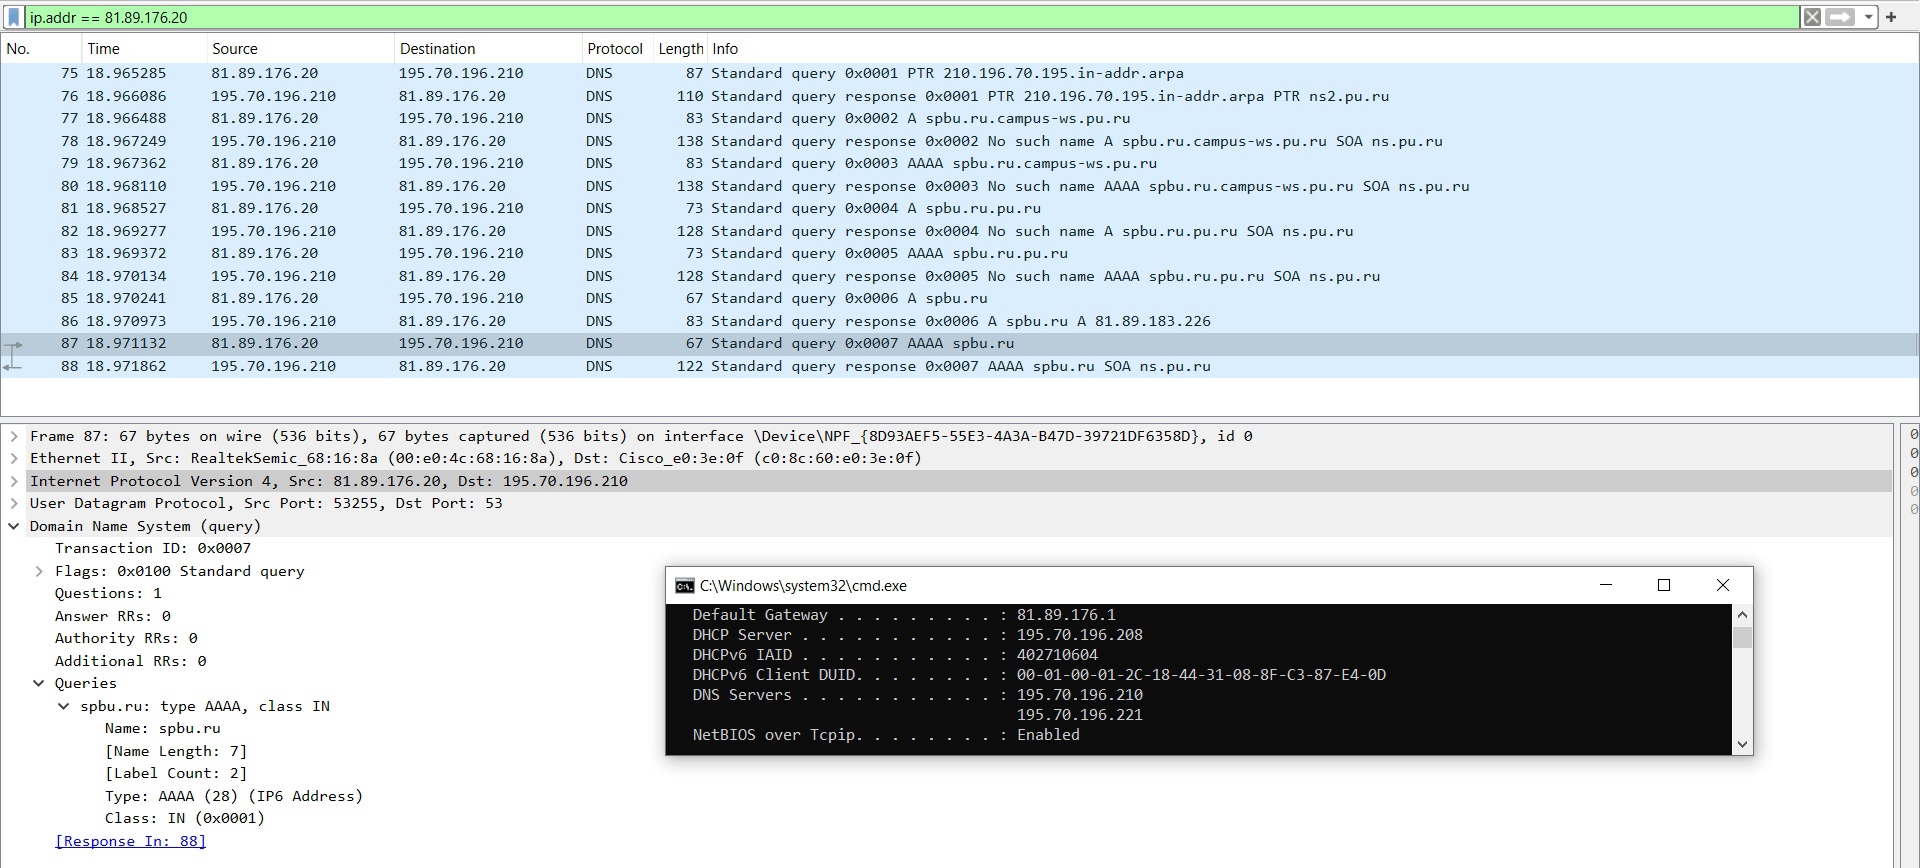 ip.addr == 81.89.176.20
No. Time Source Destination Protocol Length Info
75 18.965285 81.89.176.20 195.70.196.210 DNS 87 Standard query 0x0001 PTR 210.196.70.195.in-addr.arpa
76 18.966086 195.70.196.210 81.89.176.20 DNS 110 Standard query response 0x0001 PTR 210.196.70.195.in-addr.arpa PTR ns2.pu.ru
77 18.966488 81.89.176.20 195.70.196.210 DNS 83 Standard query 0x0002 A spbu.ru.campus-ws.pu.ru
78 18.967249 195.70.196.210 81.89.176.20 DNS 138 Standard query response 0x0002 No such name A spbu.ru.campus-ws.pu.ru SOA ns.pu.ru
79 18.967362 81.89.176.20 195.70.196.210 DNS 83 Standard query 0x0003 AAAA spbu.ru.campus-ws.pu.ru
80 18.968110 195.70.196.210 81.89.176.20 DNS 138 Standard query response 0x0003 No such name AAAA spbu.ru.campus-ws.pu.ru SOA ns.pu.ru
81 18.968527 81.89.176.20 195.70.196.210 DNS 73 Standard query 0x0004 A spbu.ru.pu.ru
82 18.969277 195.70.196.210 81.89.176.20 DNS 128 Standard query response 0x0004 No such name A spbu.ru.pu.ru SOA ns.pu.ru
83 18.969372 81.89.176.20 195.70.196.210 DNS 73 Standard query 0x0005 AAAA spbu.ru.pu.ru
84 18.970134 195.70.196.210 81.89.176.20 DNS 128 Standard query response 0x0005 No such name AAAA spbu.ru.pu.ru SOA ns.pu.ru
85 18.970241 81.89.176.20 195.70.196.210 DNS 67 Standard query 0x0006 A spbu.ru
86 18.970973 195.70.196.210 81.89.176.20 DNS 83 Standard query response 0x0006 A spbu.ru A 81.89.183.226
87 18.971132 81.89.176.20 195.70.196.210 DNS 67 Standard query 0x0007 AAAA spbu.ru
88 18.971862 195.70.196.210 81.89.176.20 DNS 122 Standard query response 0x0007 AAAA spbu.ru SOA ns.pu.ru
Frame 87: 67 bytes on wire (536 bits), 67 bytes captured (536 bits) on interface \Device\NPF_{8D93AEF5-55E3-4A3A-B47D-39721DF6358D}, id 0
Ethernet II, Src: RealtekSemic_68:16:8a (00:e0:4c:68:16:8a), Dst: Cisco_e0:3e:0f (c0:8c:60:e0:3e:0f)
Internet Protocol Version 4, Src: 81.89.176.20, Dst: 195.70.196.210
User Datagram Protocol, Src Port: 53255, Dst Port: 53
Domain Name System (query)
Transaction ID: 0x0007
Flags: 0x0100 Standard query
Questions: 1
Answer RRs: 0
Authority RRs: 0
Additional RRs: 0
Queries
spbu.ru: type AAAA, class IN
Name: spbu.ru
[Name Length: 7]
[Label Count: 2]
Type: AAAA (28) (IP6 Address)
Class: IN (0x0001)
[Response In: 88]
C:\Windows\system32\cmd.exe
Default Gateway . . . . . . . . . : 81.89.176.1
DHCP Server . . . . . . . . . . . : 195.70.196.208
DHCPv6 IAID . . . . . . . . . . . : 402710604
DHCPv6 Client DUID. . . . . . . . : 00-01-00-01-2C-18-44-31-08-8F-C3-87-E4-0D
DNS Servers . . . . . . . . . . . : 195.70.196.210
195.70.196.221
NetBIOS over Tcpip. . . . . . . . : Enabled
0
0
0
0
0